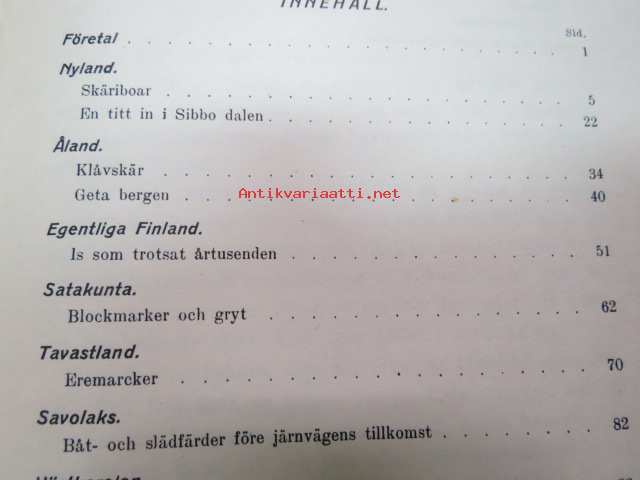 INNEHÅLL.
Sid.
Företal . . . . . . . . . . . . . . . . . . . . 1
Nyland.
Skäriboar . . . . . . . . . . . . . . . . . . . 5
En titt in i Sibbo dalen . . . . . . . . . . . . . 22
Åland.
Klåvskär . . . . . . . . . . . . . . . . . . . 34
Antikvariaatti.net
Geta bergen . . . . . . . . . . . . . . . . . . 40
Egentliga Finland.
Is som trotsat årtusenden . . . . . . . . . . . . 51
Satakunta.
Blockmarker och gryt . . . . . . . . . . . . . . 62
Tavastland.
Eremarcker . . . . . . . . . . . . . . . . . . 70
Savolaks.
Båt- och slädfärder före järnvägens tillkomst . . . . . . 82